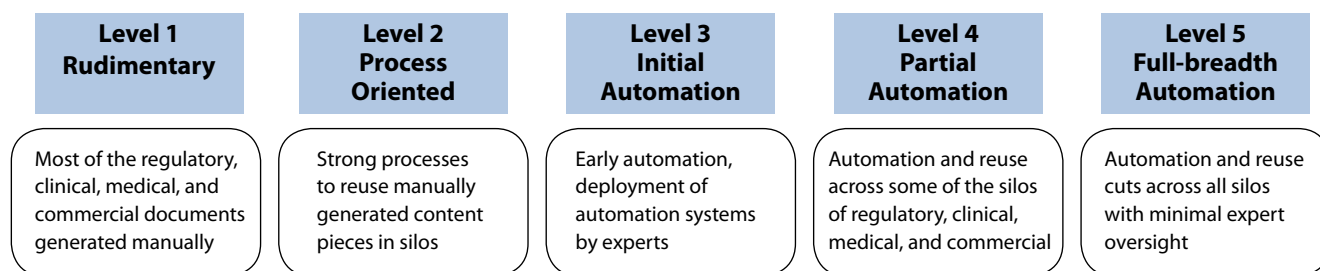 Level 1
Rudimentary
Most of the regulatory,
clinical, medical, and
commercial documents
generated manually
Level 2
Process
Oriented
Strong processes
to reuse manually
generated content
pieces in silos
Level 3
Initial
Automation
Early automation,
deployment of
automation systems
by experts
Level 4
Partial
Automation
Automation and reuse
across some of the silos
of regulatory, clinical,
medical, and commercial
Level 5
Full-breadth
Automation
Automation and reuse
cuts across all silos
with minimal expert
oversight